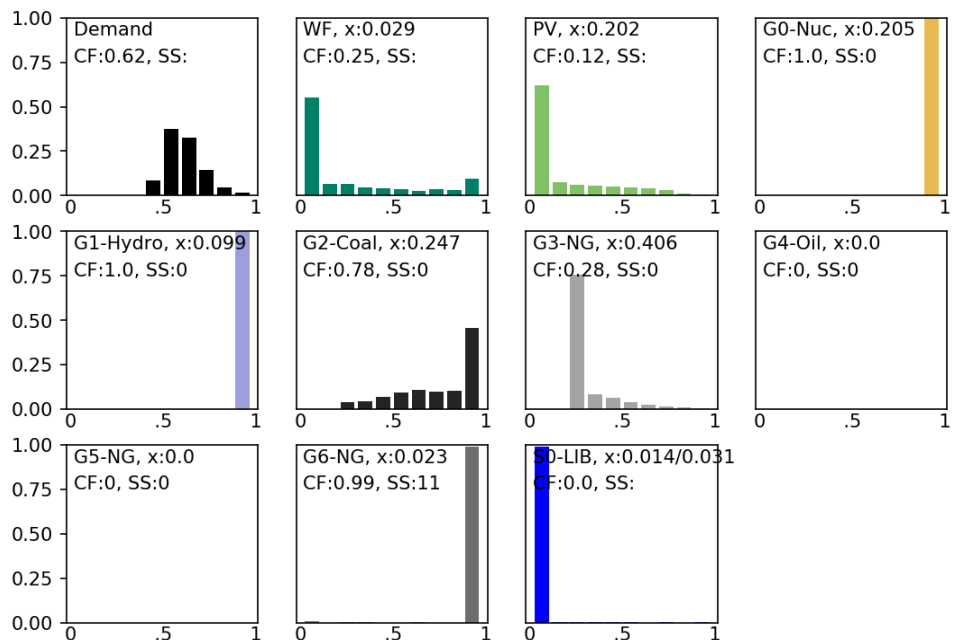 1.00
0.75
0.50
0.25
0.00
Demand
CF:0.62, SS:
0 .5 1
WF, x:0.029
CF:0.25, SS:
0 .5 1
PV, x:0.202
CF:0.12, SS:
0 .5 1
G0-Nuc, x:0.205
CF:1.0, SS:0
0 .5 1
1.00
0.75
0.50
0.25
0.00
G1-Hydro, x:0.099
CF:1.0, SS:0
0 .5 1
G2-Coal, x:0.247
CF:0.78, SS:0
0 .5 1
G3-NG, x:0.406
CF:0.28, SS:0
0 .5 1
G4-Oil, x:0.0
CF:0, SS:0
0 .5 1
1.00
0.75
0.50
0.25
0.00
G5-NG, x:0.0
CF:0, SS:0
0 .5 1
G6-NG, x:0.023
CF:0.99, SS:11
0 .5 1
S0-LIB, x:0.014/0.031
CF:0.0, SS:
0 .5 1